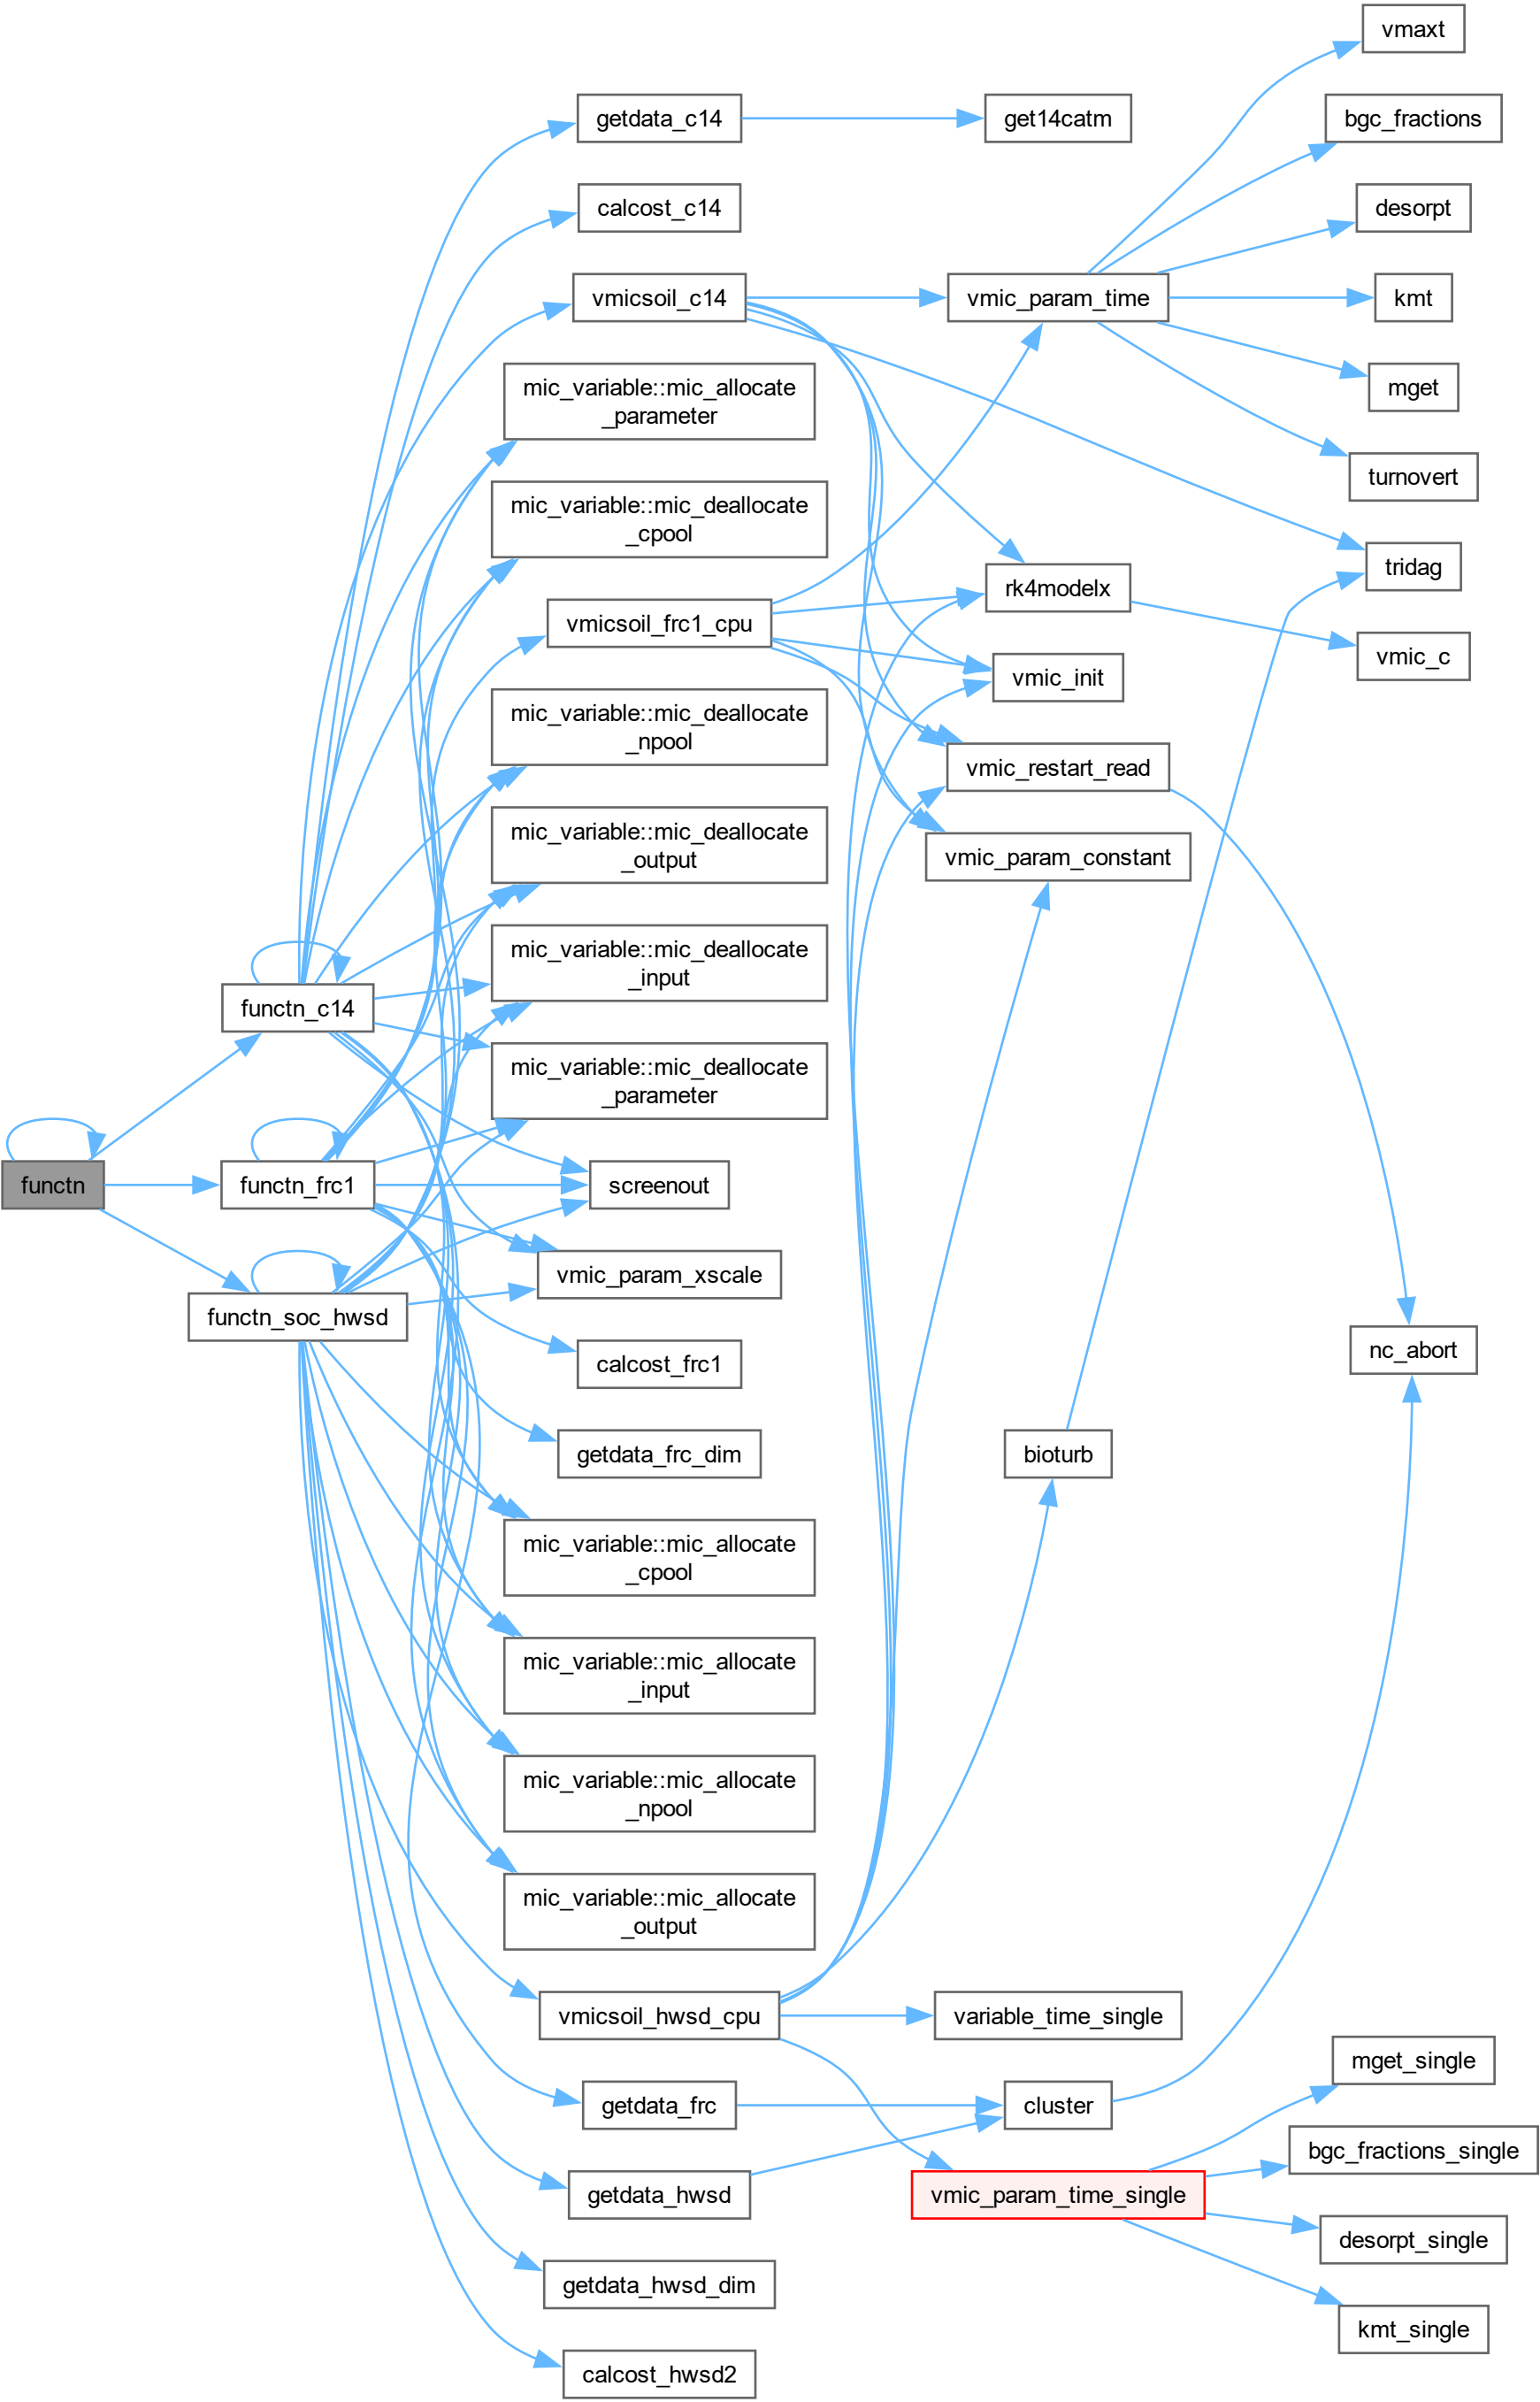 vmaxt
getdata_c14
get14catm
bgc_fractions
calcost_c14
desorpt
vmicsoil_c14
vmic_param_time
kmt
mic_variable::mic_allocate
_parameter
mget
turnovert
mic_variable::mic_deallocate
_cpool
tridag
rk4modelx
vmicsoil_frc1_cpu
vmic_c
vmic_init
mic_variable::mic_deallocate
_npool
vmic_restart_read
mic_variable::mic_deallocate
_output
vmic_param_constant
mic_variable::mic_deallocate
_input
functn_c14
mic_variable::mic_deallocate
_parameter
functn
functn_frc1
screenout
vmic_param_xscale
functn_soc_hwsd
calcost_frc1
nc_abort
getdata_frc_dim
bioturb
mic_variable::mic_allocate
_cpool
mic_variable::mic_allocate
_input
mic_variable::mic_allocate
_npool
mic_variable::mic_allocate
_output
vmicsoil_hwsd_cpu
variable_time_single
mget_single
getdata_frc
cluster
bgc_fractions_single
getdata_hwsd
vmic_param_time_single
desorpt_single
getdata_hwsd_dim
kmt_single
calcost_hwsd2